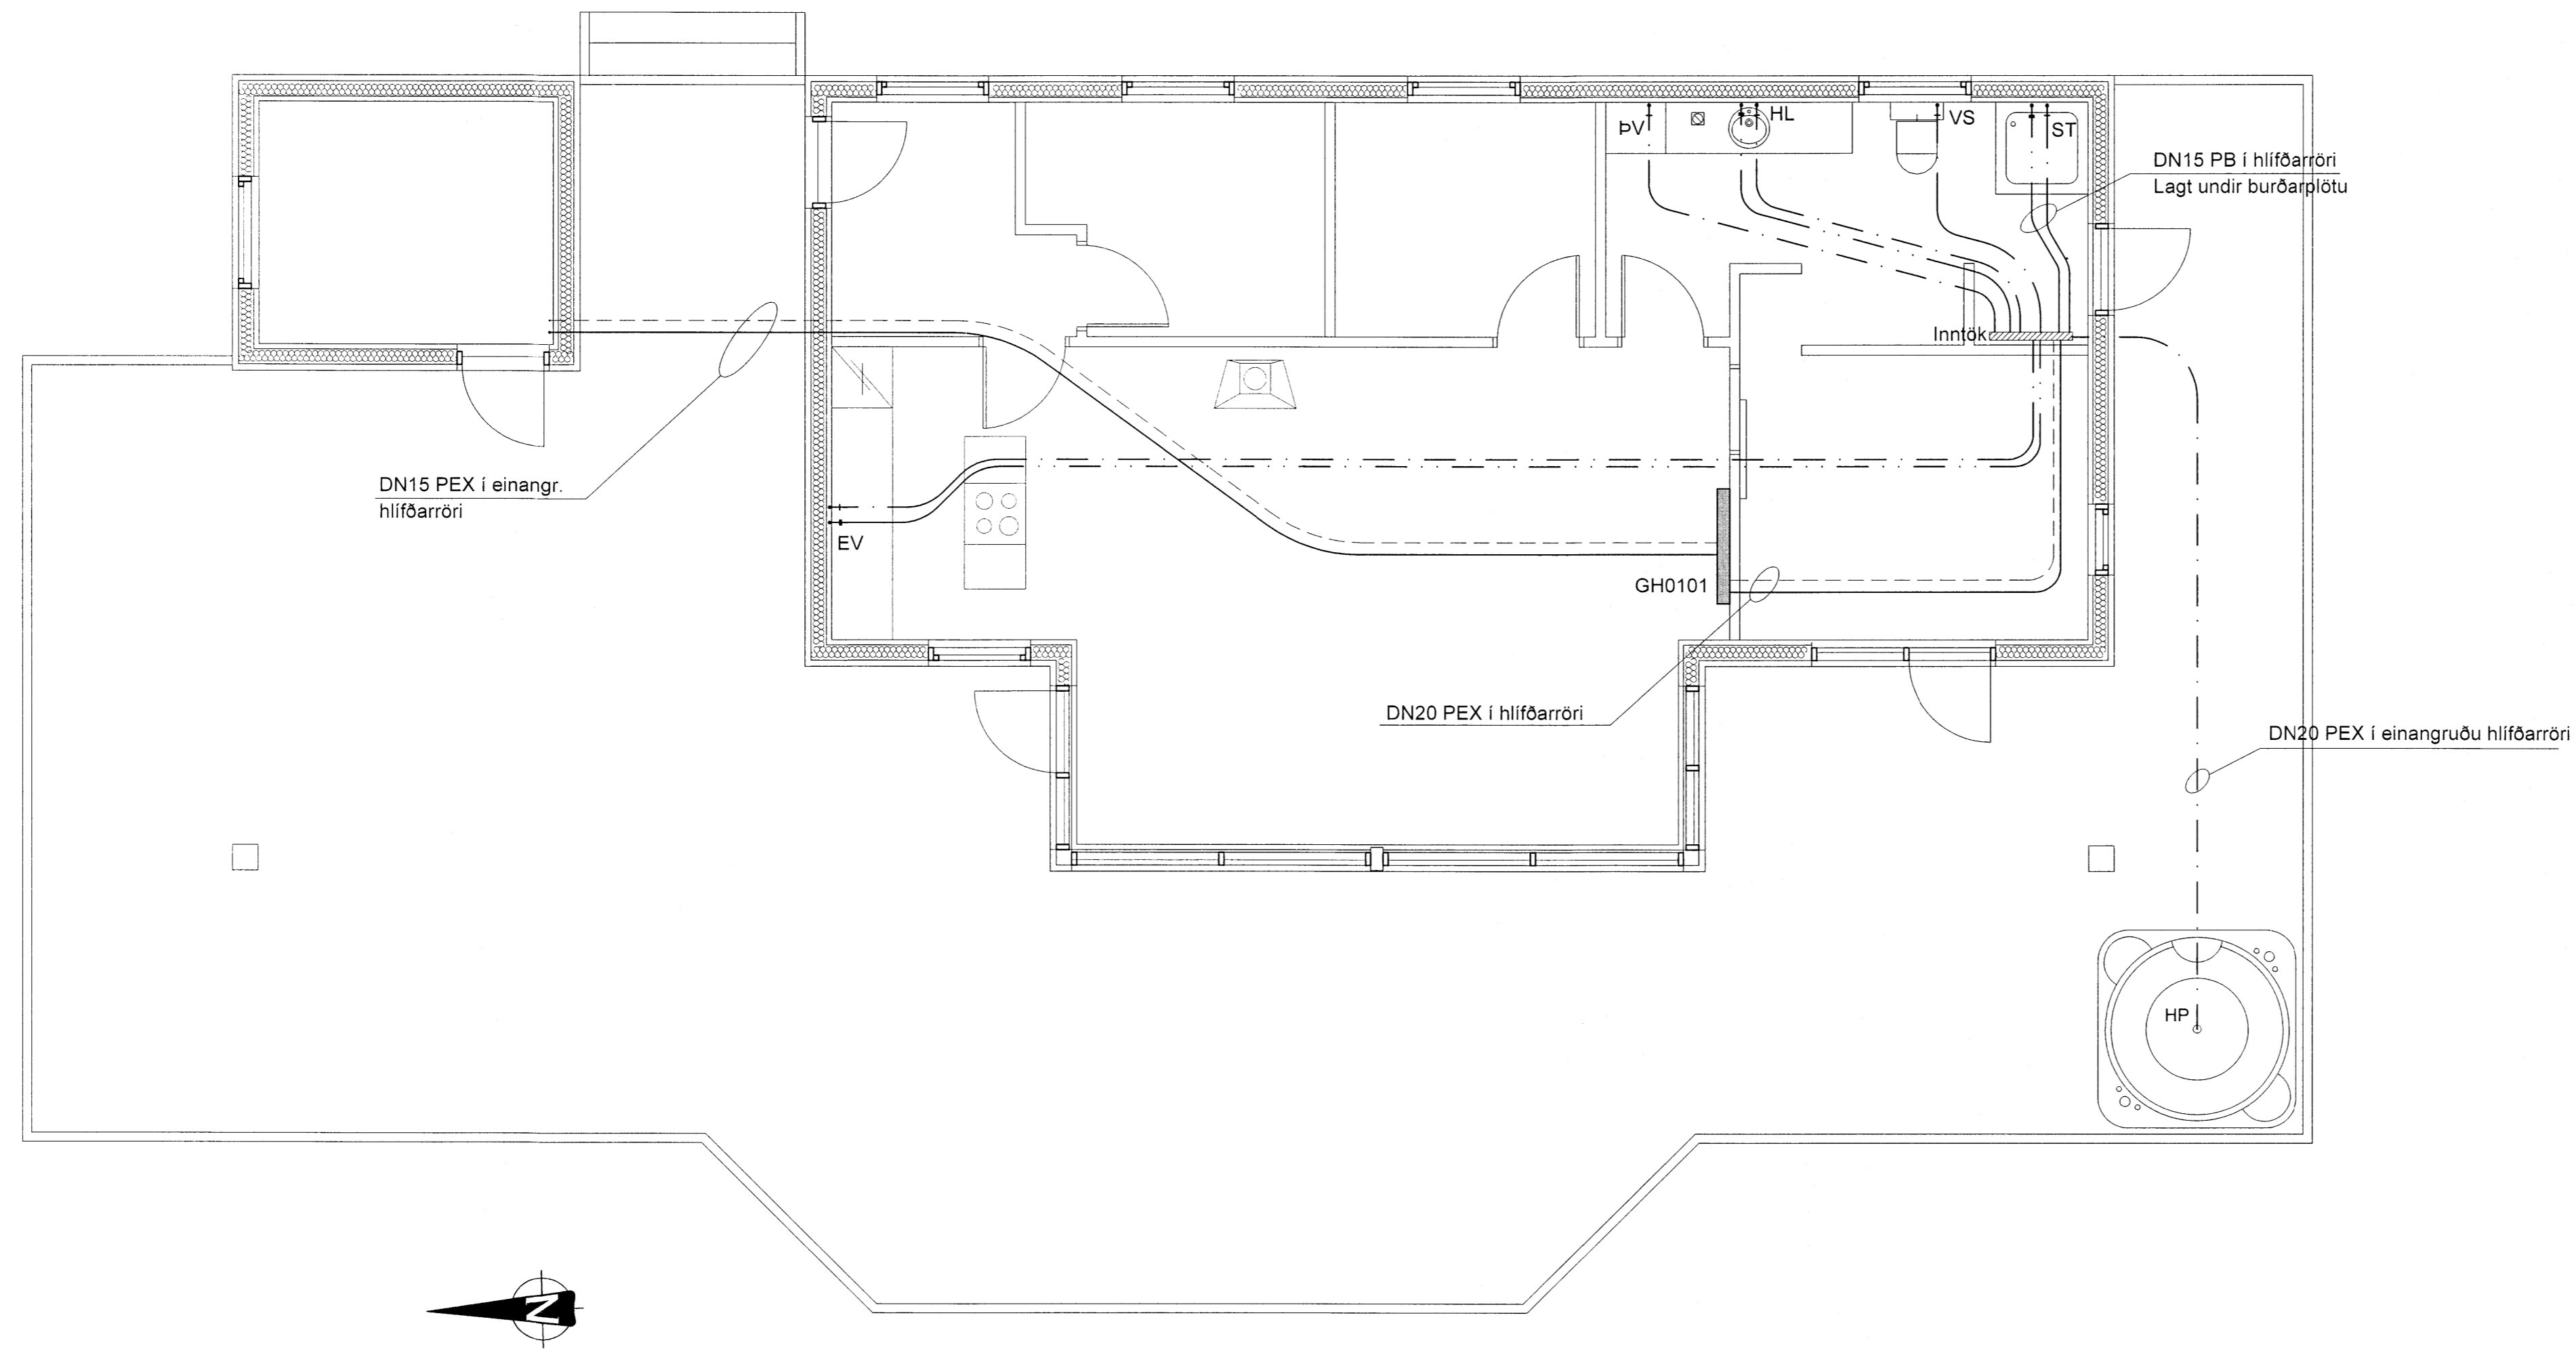 ÞV
HL
VS
ST
DN15 PB í hlífðarröri
Lagt undir burðarplötu
Inntök
DN15 PEX í einangr.
hlífðarröri
EV
GH0101
DN20 PEX í hlífðarröri
DN20 PEX í einangruðu hlífðarröri
HP
N